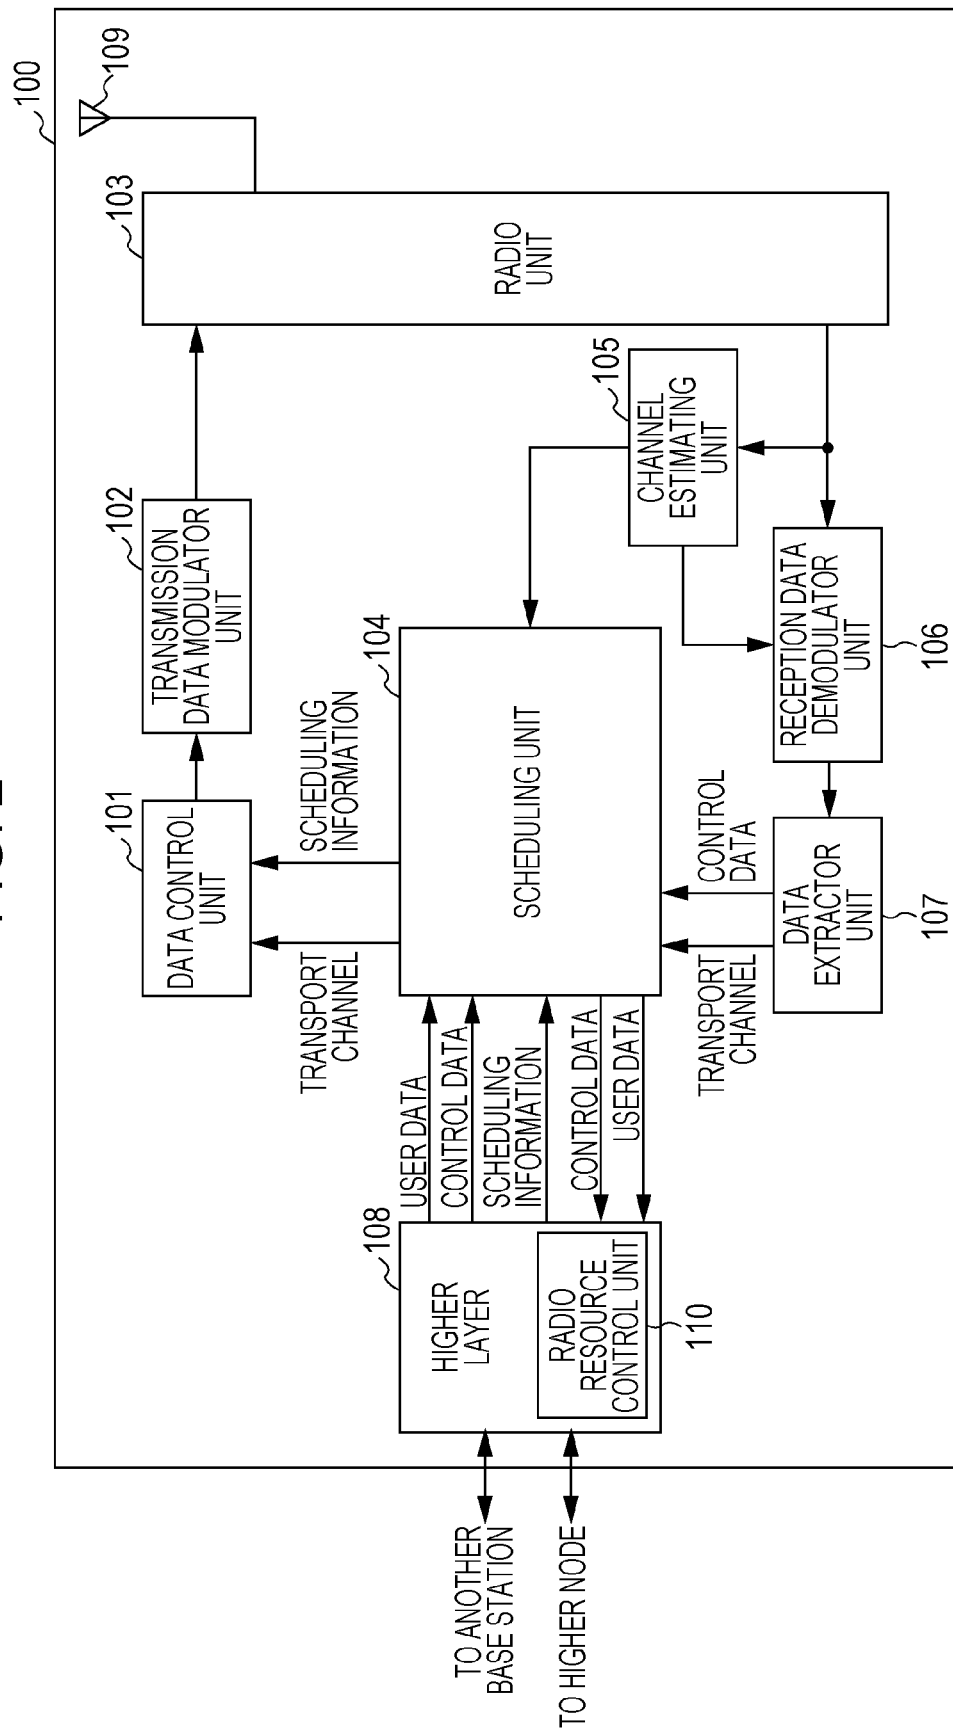 100
109
103
RADIO
UNIT
102
TRANSMISSION
DATA MODULATOR
UNIT
101
DATA CONTROL
UNIT
105
CHANNEL
ESTIMATING
UNIT
104
SCHEDULING UNIT
SCHEDULING
INFORMATION
TRANSPORT
CHANNEL
RECEPTION DATA
DEMODULATOR
UNIT
106
CONTROL
DATA
TRANSPORT
CHANNEL
DATA
EXTRACTOR
UNIT
107
USER DATA
CONTROL DATA
SCHEDULING
INFORMATION
CONTROL DATA
USER DATA
108
HIGHER
LAYER
RADIO
RESOURCE
CONTROL UNIT
110
TO ANOTHER
BASE STATION
TO HIGHER NODE